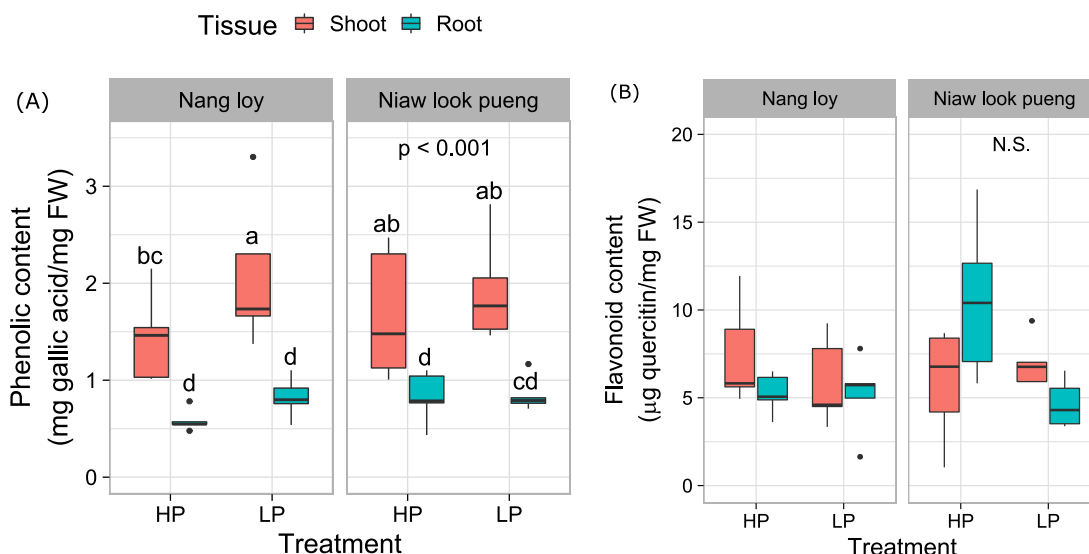 Tissue Shoot Root
(A)
Nang loy Niaw look pueng
Phenolic content
(mg gallic acid/mg FW)
3
2
1
0
p < 0.001
bc
d
a
d
ab
d
ab
cd
HP LP HP LP
Treatment
(B)
Nang loy Niaw look pueng
Flavonoid content
(μg quercitin/mg FW)
20
15
10
5
0
N.S.
HP LP HP LP
Treatment